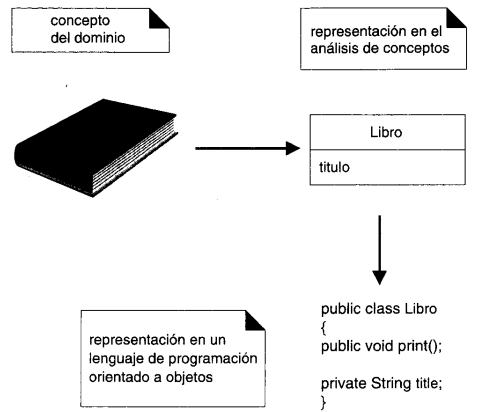 concepto
del dominio
representación en el
análisis de conceptos
Libro
titulo
representación en un
lenguaje de programación
orientado a objetos
public class Libro
{
public void print();
private String title;
}